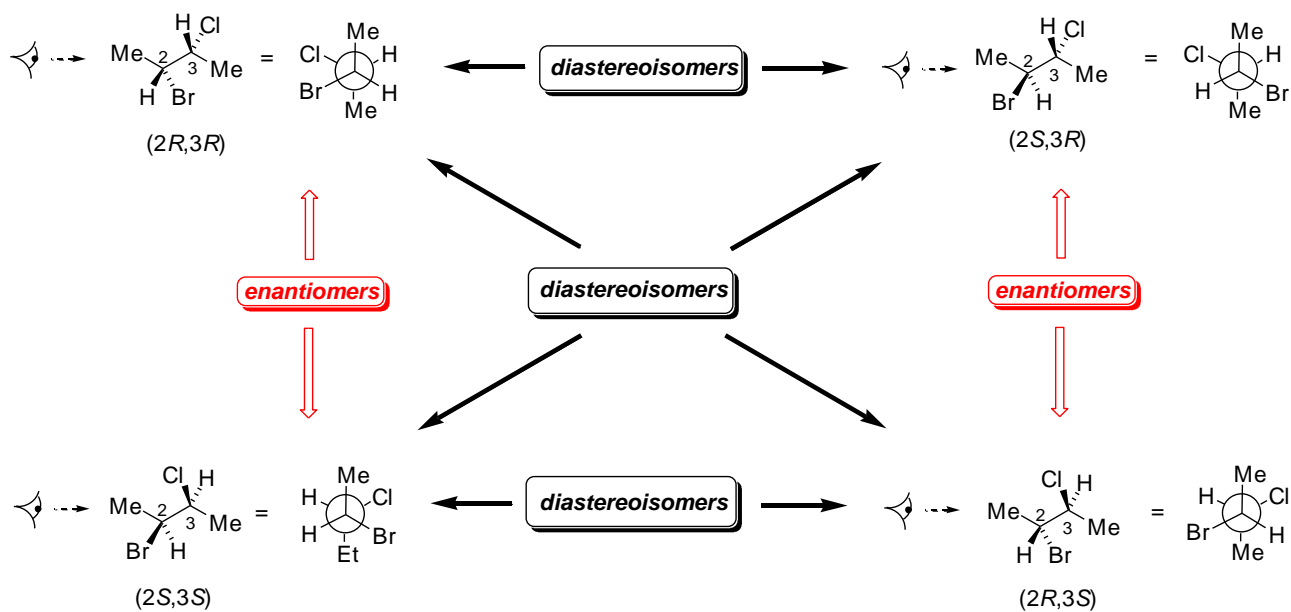 H Cl
Me 2 = Me
3 Me Cl H
H Br Br H
Me
(2R,3R)
diastereoisomers
H Cl
Me 2 = Me
3 Me Cl H
Br H H Br
Me
(2S,3R)
enantiomers
diastereoisomers
enantiomers
Cl H
Me 2 = Me
3 Me H Cl
Br H H Br
Et
(2S,3S)
diastereoisomers
Cl H
Me 2 = Me
3 Me H Cl
H Br Br H
Me
(2R,3S)